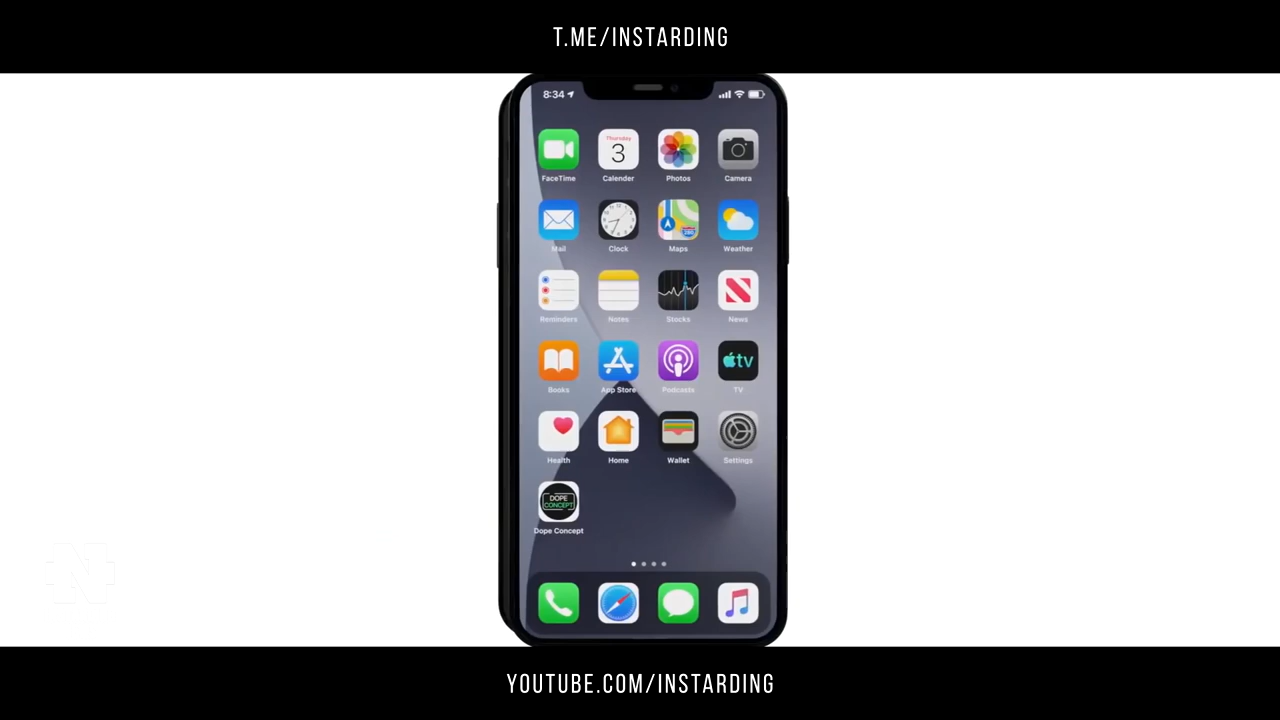 T.ME/INSTARDING
8:34
FaceTime
Thursday
3
Calender
Photos
Camera
Mail
Clock
Maps
Weather
Reminders
Notes
Stocks
News
Books
App Store
Podcasts
tv
TV
Health
Home
Wallet
Settings
DOPE
CONCEPT
Dope Concept
N
YOUTUBE.COM/INSTARDING